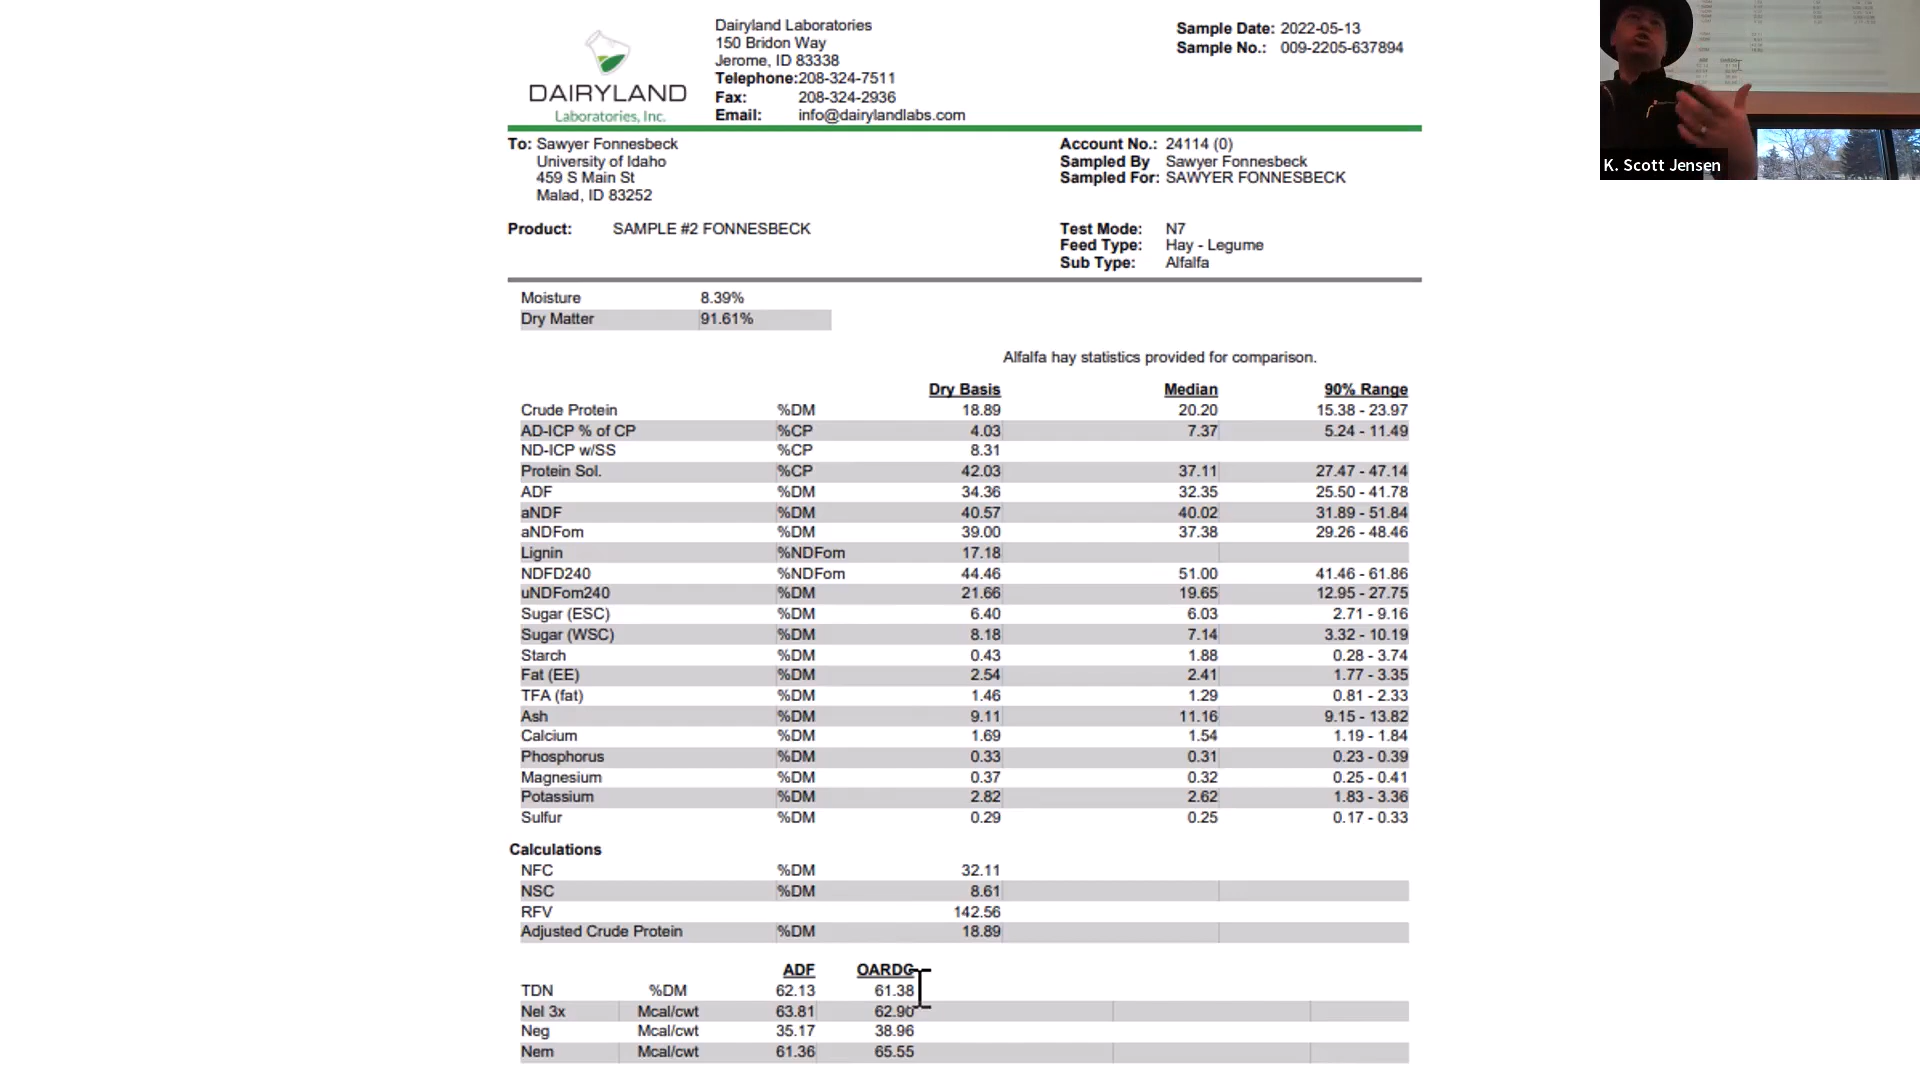 DAIRYLAND
Laboratories, Inc.
Dairyland Laboratories
150 Bridon Way
Jerome, ID 83338
Telephone:208-324-7511
Fax: 208-324-2936
Email: info@dairylandlabs.com
Sample Date: 2022-05-13
Sample No.: 009-2205-637894
To: Sawyer Fonnesbeck
University of Idaho
459 S Main St
Malad, ID 83252
Account No.: 24114 (0)
Sampled By Sawyer Fonnesbeck
Sampled For: SAWYER FONNESBECK
Product: SAMPLE #2 FONNESBECK
Test Mode: N7
Feed Type: Hay - Legume
Sub Type: Alfalfa
Moisture 8.39%
Dry Matter 91.61%
Alfalfa hay statistics provided for comparison.
Dry Basis Median 90% Range
Crude Protein %DM 18.89 20.20 15.38 - 23.97
AD-ICP % of CP %CP 4.03 7.37 5.24 - 11.49
ND-ICP w/SS %CP 8.31
Protein Sol. %CP 42.03 37.11 27.47 - 47.14
ADF %DM 34.36 32.35 25.50 - 41.78
aNDF %DM 40.57 40.02 31.89 - 51.84
aNDFom %DM 39.00 37.38 29.26 - 48.46
Lignin %NDFom 17.18
NDFD240 %NDFom 44.46 51.00 41.46 - 61.86
uNDFom240 %DM 21.66 19.65 12.95 - 27.75
Sugar (ESC) %DM 6.40 6.03 2.71 - 9.16
Sugar (WSC) %DM 8.18 7.14 3.32 - 10.19
Starch %DM 0.43 1.88 0.28 - 3.74
Fat (EE) %DM 2.54 2.41 1.77 - 3.35
TFA (fat) %DM 1.46 1.29 0.81 - 2.33
Ash %DM 9.11 11.16 9.15 - 13.82
Calcium %DM 1.69 1.54 1.19 - 1.84
Phosphorus %DM 0.33 0.31 0.23 - 0.39
Magnesium %DM 0.37 0.32 0.25 - 0.41
Potassium %DM 2.82 2.62 1.83 - 3.36
Sulfur %DM 0.29 0.25 0.17 - 0.33
Calculations
NFC %DM 32.11
NSC %DM 8.61
RFV 142.56
Adjusted Crude Protein %DM 18.89
ADF OARDC
TDN %DM 62.13 61.38
Nel 3x Mcal/cwt 63.81 62.90
Neg Mcal/cwt 35.17 38.96
Nem Mcal/cwt 61.36 65.55
K. Scott Jensen